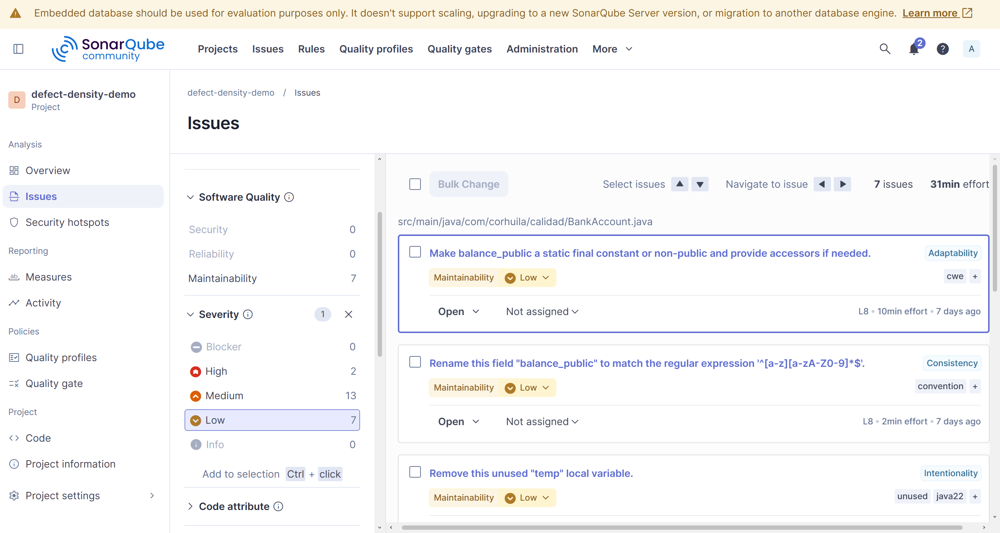 Embedded database should be used for evaluation purposes only. It doesn't support scaling, upgrading to a new SonarQube Server version, or migration to another database engine. Learn more
SonarQube community
Projects Issues Rules Quality profiles Quality gates Administration More
2
?
A
D
defect-density-demo
Project
Analysis
Overview
Issues
Security hotspots
Reporting
ab Measures
Activity
Policies
Quality profiles
Quality gate
Project
Code
Project information
Project settings
defect-density-demo / Issues
Issues
Software Quality
Security 0
Reliability 0
Maintainability 7
Severity 1
Blocker 0
High 2
Medium 13
Low 7
Info 0
Add to selection Ctrl + click
Code attribute
Bulk Change Select issues Navigate to issue 7 issues 31min effort
src/main/java/com/corhuila/calidad/BankAccount.java
Make balance_public a static final constant or non-public and provide accessors if needed. Adaptability
Maintainability Low cwe +
Open Not assigned L8 • 10min effort • 7 days ago
Rename this field "balance_public" to match the regular expression '^[a-z][a-zA-Z0-9]*$'. Consistency
Maintainability Low convention +
Open Not assigned L8 • 2min effort • 7 days ago
Remove this unused "temp" local variable. Intentionality
Maintainability Low unused java22 +